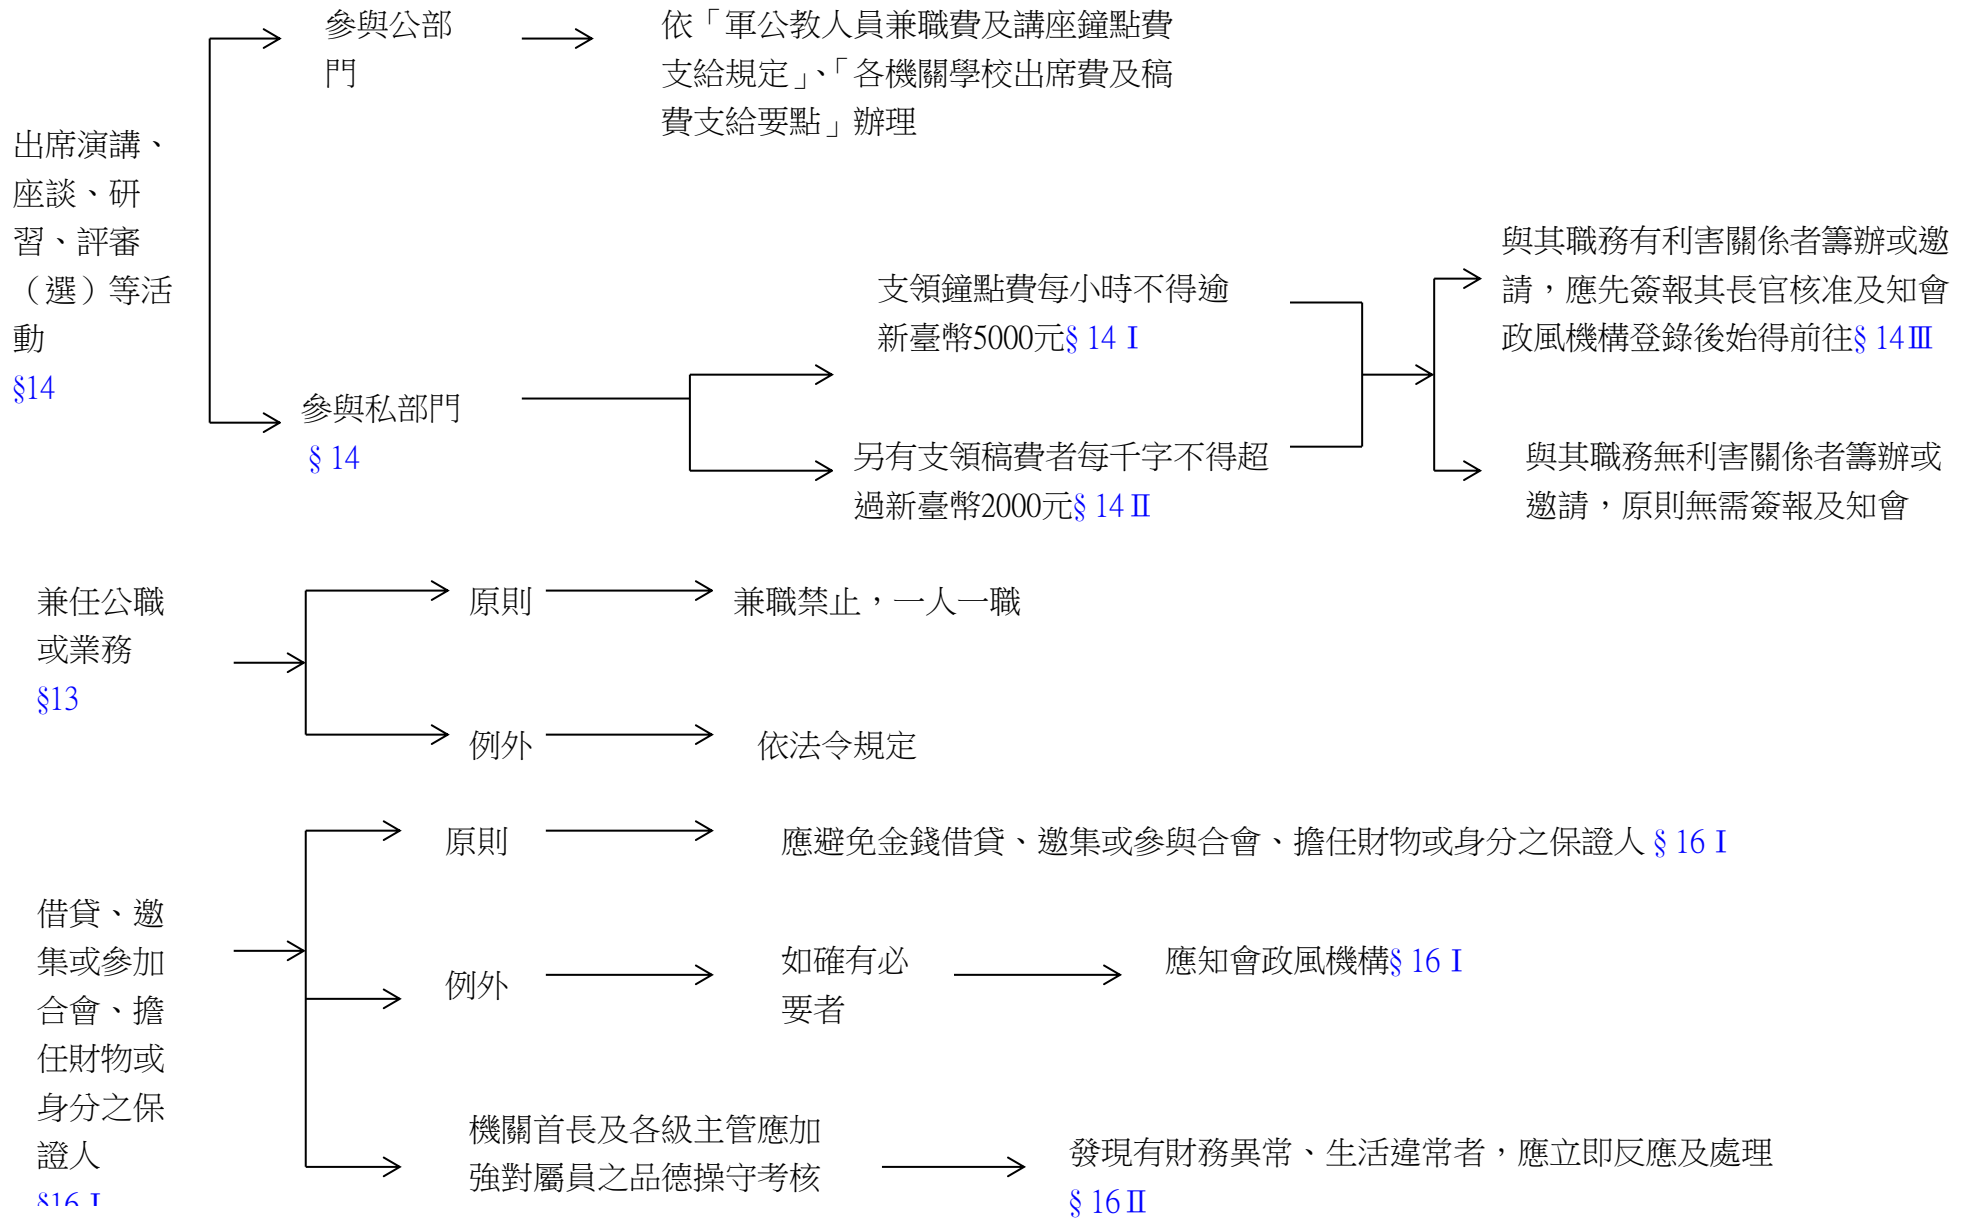 出席演講、
座談、研
習、評審
（選）等活
動
§14
參與公部
門
依「軍公教人員兼職費及講座鐘點費
支給規定」、「各機關學校出席費及稿
費支給要點」辦理
參與私部門
§ 14
支領鐘點費每小時不得逾
新臺幣5000元§ 14 Ⅰ
另有支領稿費者每千字不得超
過新臺幣2000元§ 14 Ⅱ
與其職務有利害關係者籌辦或邀
請，應先簽報其長官核准及知會
政風機構登錄後始得前往§ 14Ⅲ
與其職務無利害關係者籌辦或
邀請，原則無需簽報及知會
兼任公職
或業務
§13
原則
兼職禁止，一人一職
例外
依法令規定
借貸、邀
集或參加
合會、擔
任財物或
身分之保
證人
§16 Ⅰ
原則
應避免金錢借貸、邀集或參與合會、擔任財物或身分之保證人 § 16 Ⅰ
例外
如確有必
要者
應知會政風機構§ 16 Ⅰ
機關首長及各級主管應加
強對屬員之品德操守考核
發現有財務異常、生活違常者，應立即反應及處理
§ 16 Ⅱ